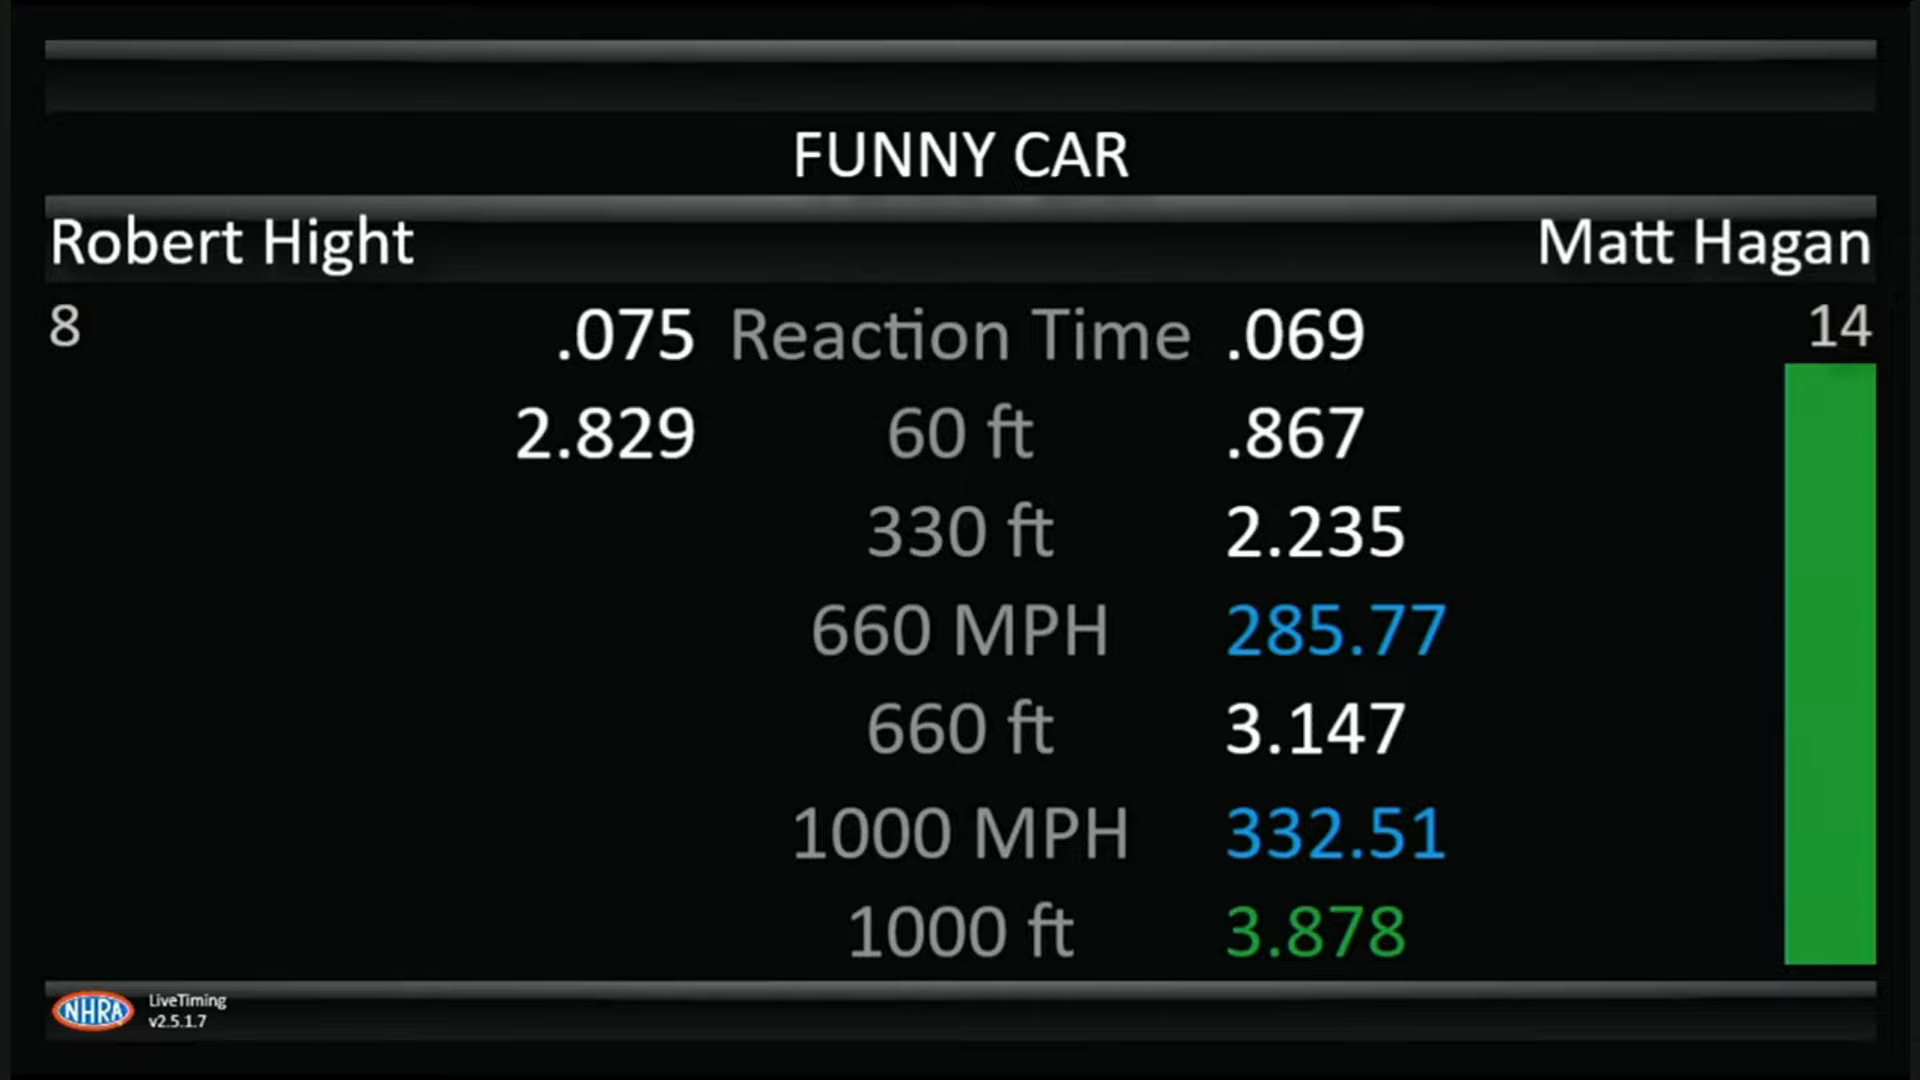 FUNNY CAR
Robert Hight Matt Hagan
8 .075 Reaction Time .069 14
2.829 60 ft .867
330 ft 2.235
660 MPH 285.77
660 ft 3.147
1000 MPH 332.51
1000 ft 3.878
NHRA LiveTiming
v2.5.1.7